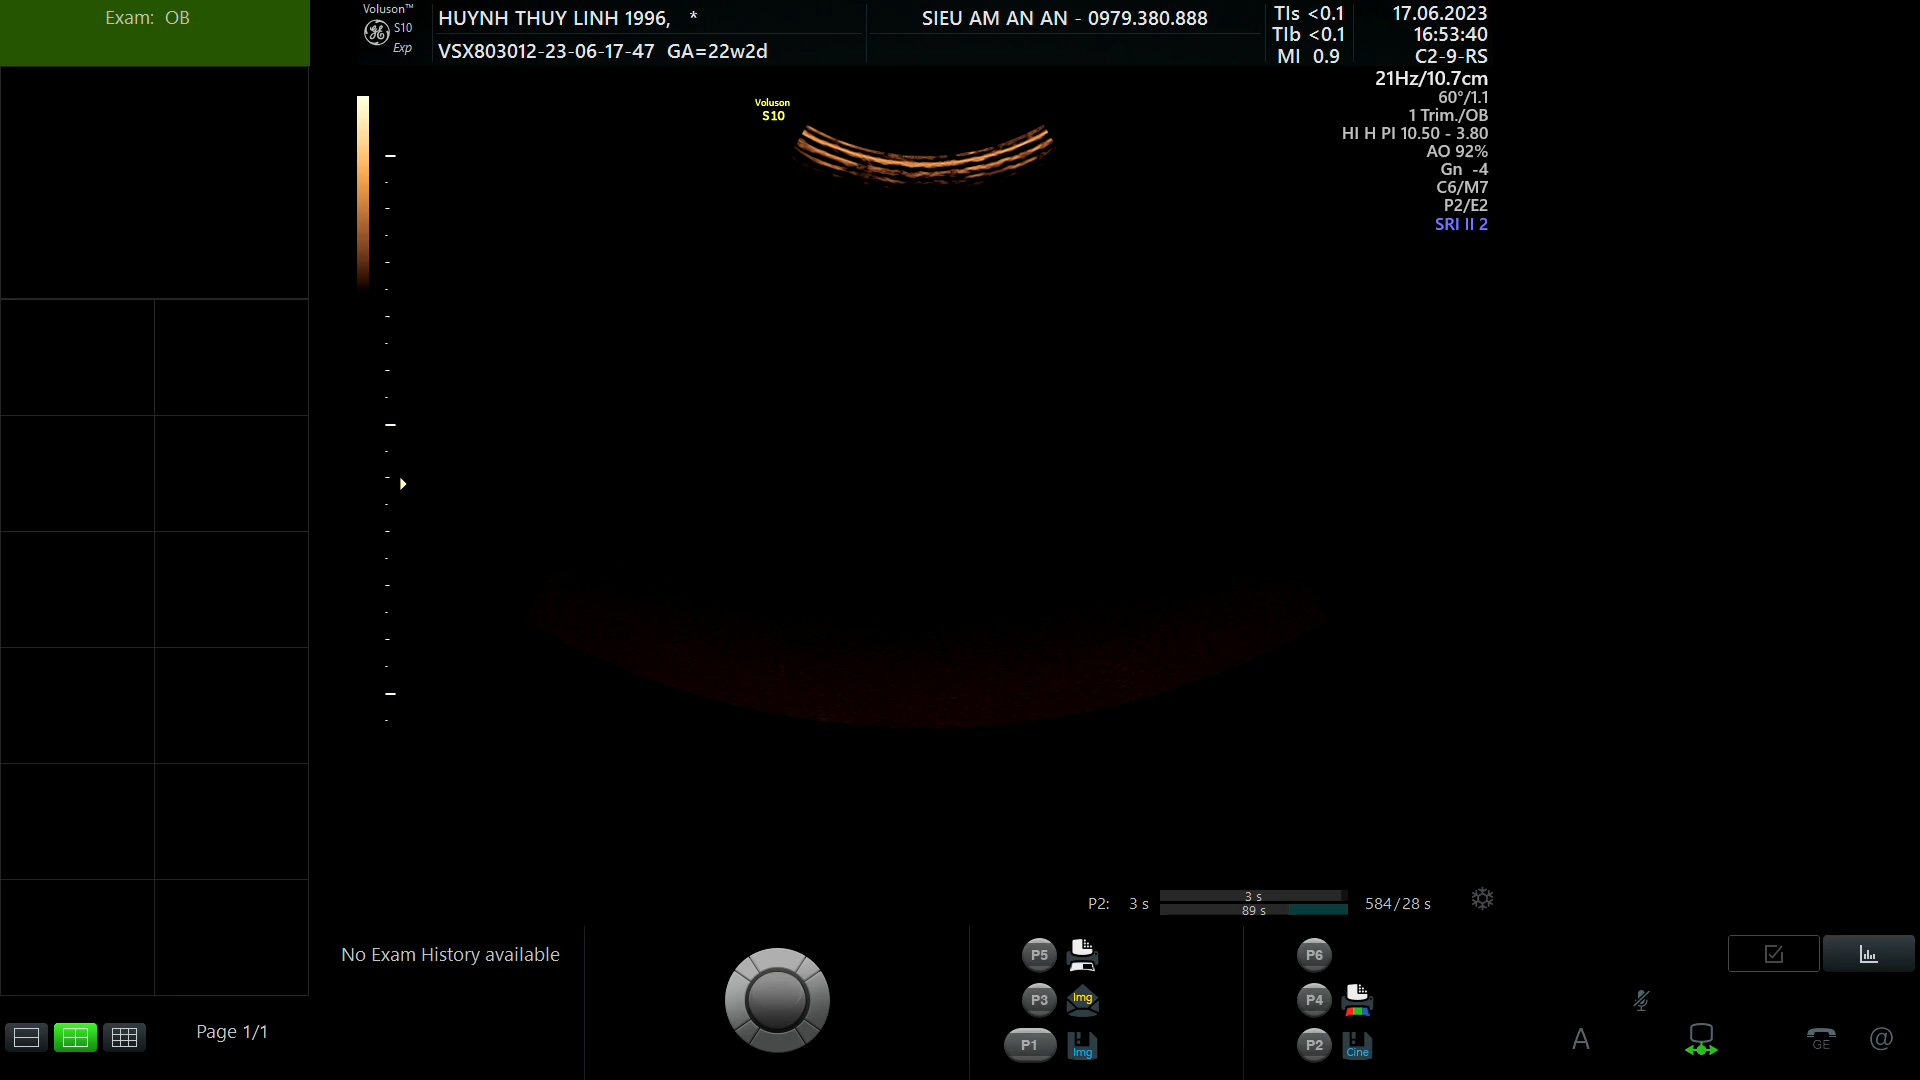 Exam: OB
Voluson™
S10
Exp
HUYNH THUY LINH 1996, *
VSX803012-23-06-17-47 GA=22w2d
SIEU AM AN AN - 0979.380.888
TIs <0.1
TIb <0.1
MI 0.9
17.06.2023
16:53:40
C2-9-RS
21Hz/10.7cm
60°/1.1
1 Trim./OB
HI H PI 10.50 - 3.80
AO 92%
Gn -4
C6/M7
P2/E2
SRI II 2
Voluson
S10
P2: 3 s
3 s
89 s
584/28 s
No Exam History available
P5
P3 Img
P1 Img
P6
P4
P2 Cine
Page 1/1
A
GE
@